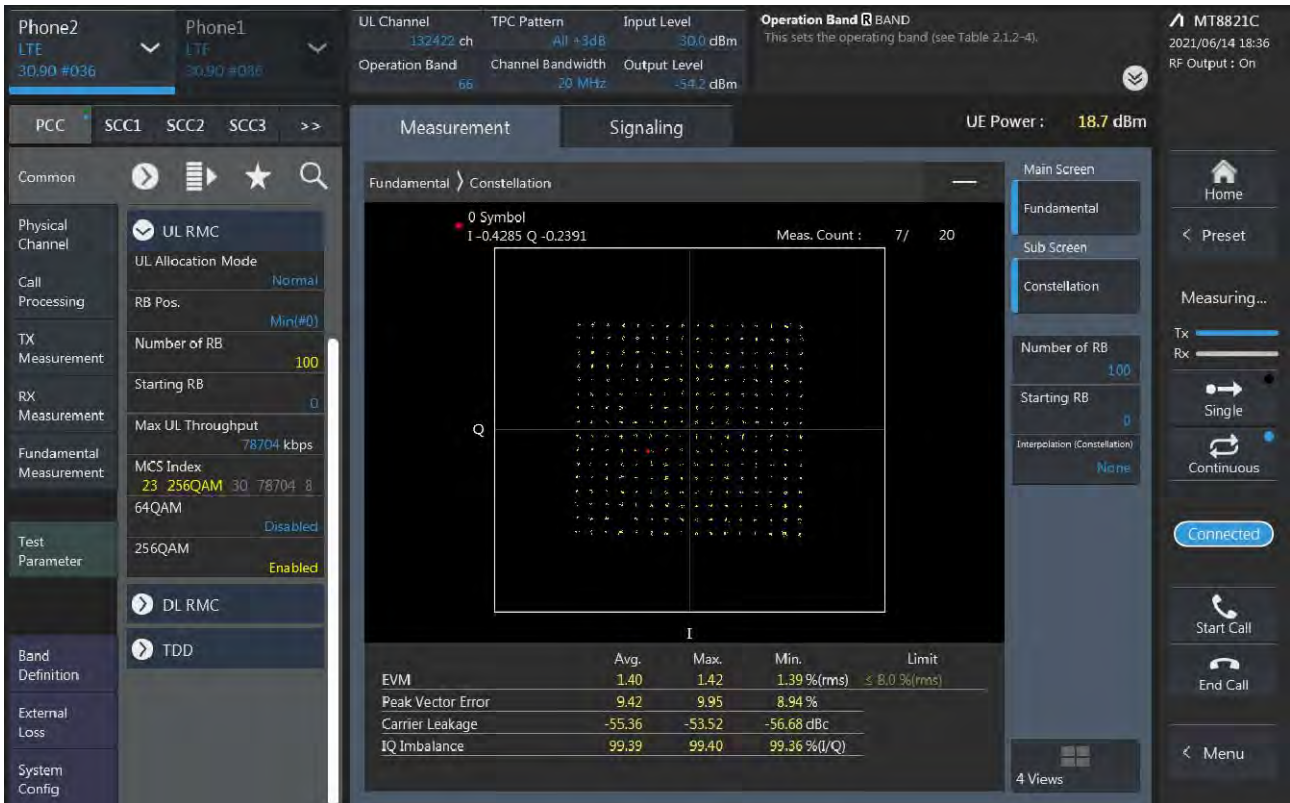 Phone2
LTE
30.90 #036
Phone1
LTE
30.90 #036
UL Channel
132422 ch
TPC Pattern
All +3dB
Input Level
30.0 dBm
Operation Band
66
Channel Bandwidth
20 MHz
Output Level
-54.2 dBm
Operation Band R BAND
This sets the operating band (see Table 2.1.2-4).
MT8821C
2021/06/14 18:36
RF Output : On
PCC SCC1 SCC2 SCC3 >>
Measurement
Signaling
UE Power : 18.7 dBm
Common
Physical
Channel
Call
Processing
TX
Measurement
RX
Measurement
Fundamental
Measurement
Test
Parameter
Band
Definition
External
Loss
System
Config
UL RMC
UL Allocation Mode
Normal
RB Pos.
Min(#0)
Number of RB
100
Starting RB
0
Max UL Throughput
78704 kbps
MCS Index
23 256QAM 30 78704 8
64QAM
Disabled
256QAM
Enabled
DL RMC
TDD
Fundamental ⟩ Constellation
0 Symbol
I -0.4285 Q -0.2391
Meas. Count : 7/ 20
Q
I
Avg. Max. Min. Limit
EVM 1.40 1.42 1.39 %(rms) ≤ 8.0 %(rms)
Peak Vector Error 9.42 9.95 8.94 %
Carrier Leakage -55.36 -53.52 -56.68 dBc
IQ Imbalance 99.39 99.40 99.36 %(I/Q)
Main Screen
Fundamental
Sub Screen
Constellation
Number of RB
100
Starting RB
0
Interpolation (Constellation)
None
4 Views
Home
< Preset
Measuring...
Tx
Rx
Single
Continuous
Connected
Start Call
End Call
< Menu